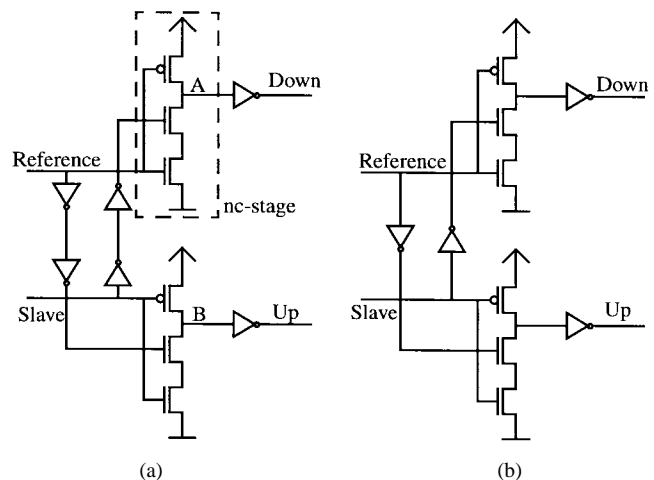 A
Down
Reference
nc-stage
Slave
B
Up
(a)
Down
Reference
Slave
Up
(b)